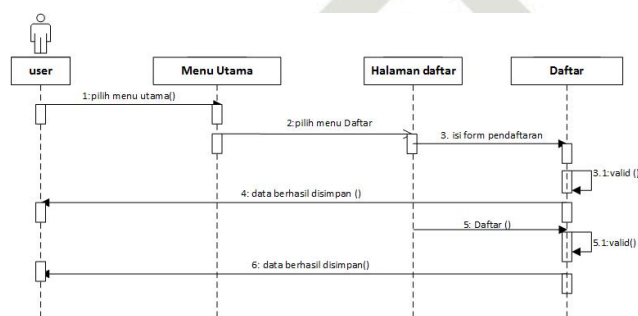 user
Menu Utama
Halaman daftar
Daftar
1:pilih menu utama()
2:pilih menu Daftar
3. isi form pendaftaran
3.1:valid ()
4: data berhasil disimpan ()
5: Daftar ()
5.1:valid()
6: data berhasil disimpan()